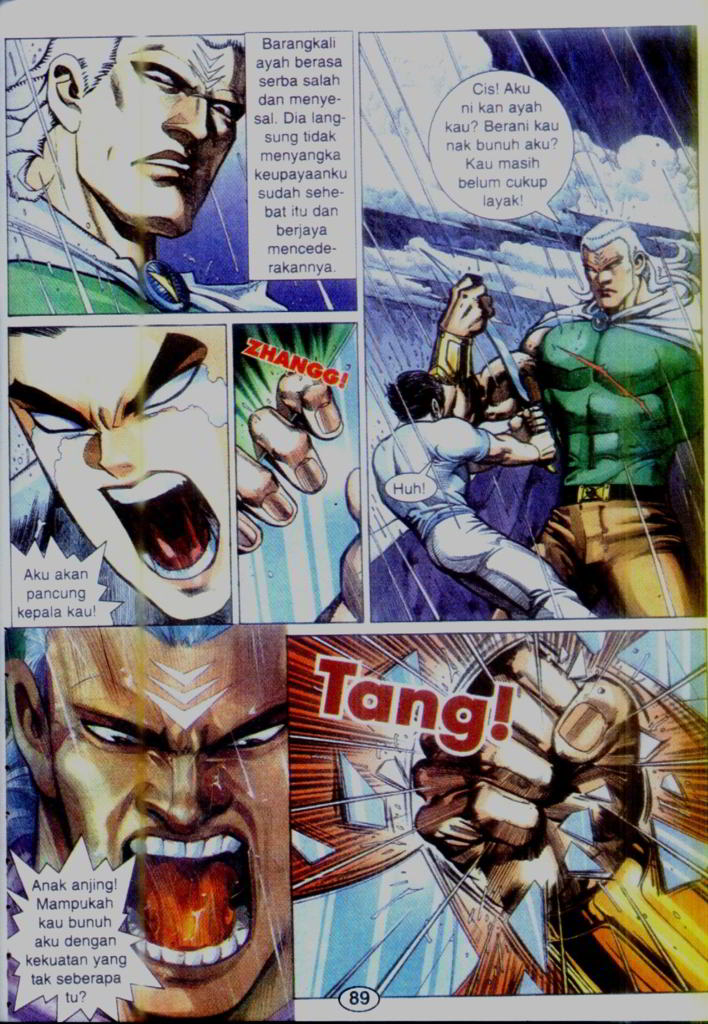 Barangkali
ayah berasa
serba salah
dan menye-
sal. Dia lang-
sung tidak
menyangka
keupayaanku
sudah sehe-
bat itu dan
berjaya
mencede-
rakannya.
Cis! Aku
ni kan ayah
kau? Berani kau
nak bunuh aku?
Kau masih
belum cukup
layak!
Huh!
Aku akan
pancung
kepala kau!
ZHANGG!
Anak anjing!
Mampukah
kau bunuh
aku dengan
kekuatan yang
tak seberapa
tu?
Tang!
89